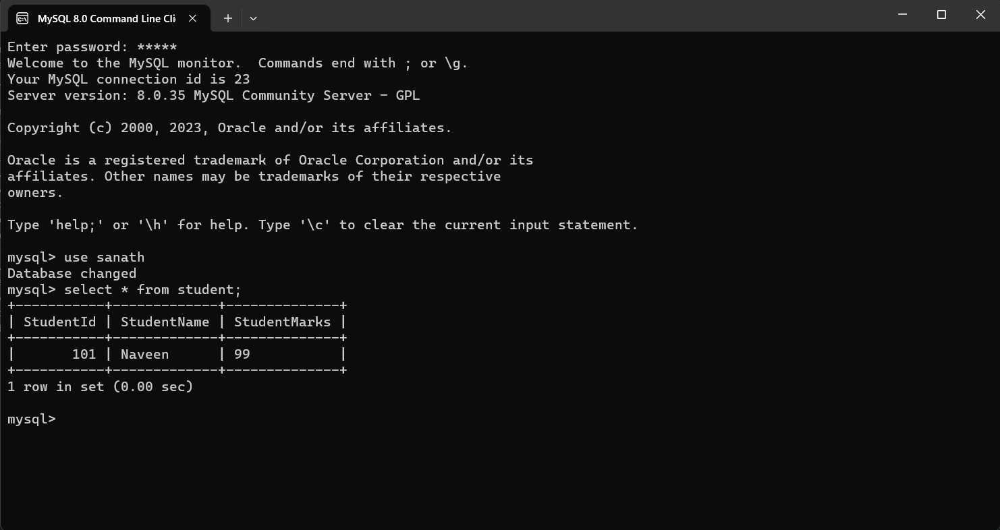 MySQL 8.0 Command Line Cli
Enter password: *****
Welcome to the MySQL monitor.  Commands end with ; or \g.
Your MySQL connection id is 23
Server version: 8.0.35 MySQL Community Server - GPL
Copyright (c) 2000, 2023, Oracle and/or its affiliates.
Oracle is a registered trademark of Oracle Corporation and/or its
affiliates. Other names may be trademarks of their respective
owners.
Type 'help;' or '\h' for help. Type '\c' to clear the current input statement.
mysql> use sanath
Database changed
mysql> select * from student;
+-----------+-------------+--------------+
| StudentId | StudentName | StudentMarks |
+-----------+-------------+--------------+
|       101 | Naveen      | 99           |
+-----------+-------------+--------------+
1 row in set (0.00 sec)
mysql>